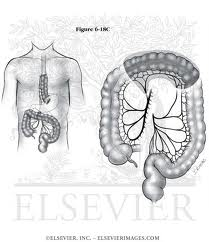 Figure 6-18C
ELSEVIER
©ELSEVIER, INC. – ELSEVIERIMAGES.COM